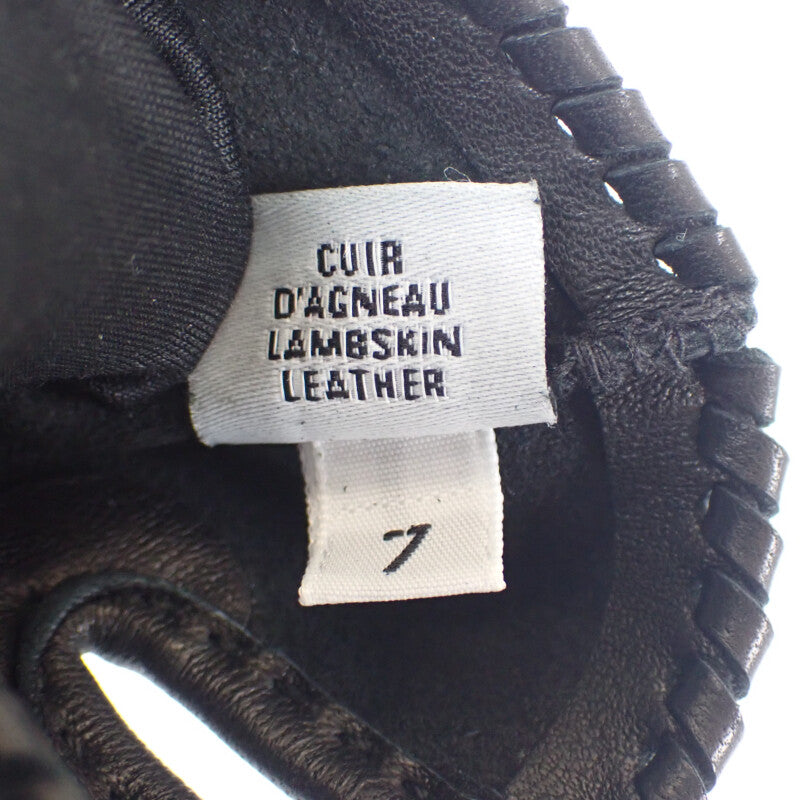 CUIR
D'AGNEAU
LAMBSKIN
LEATHER
7